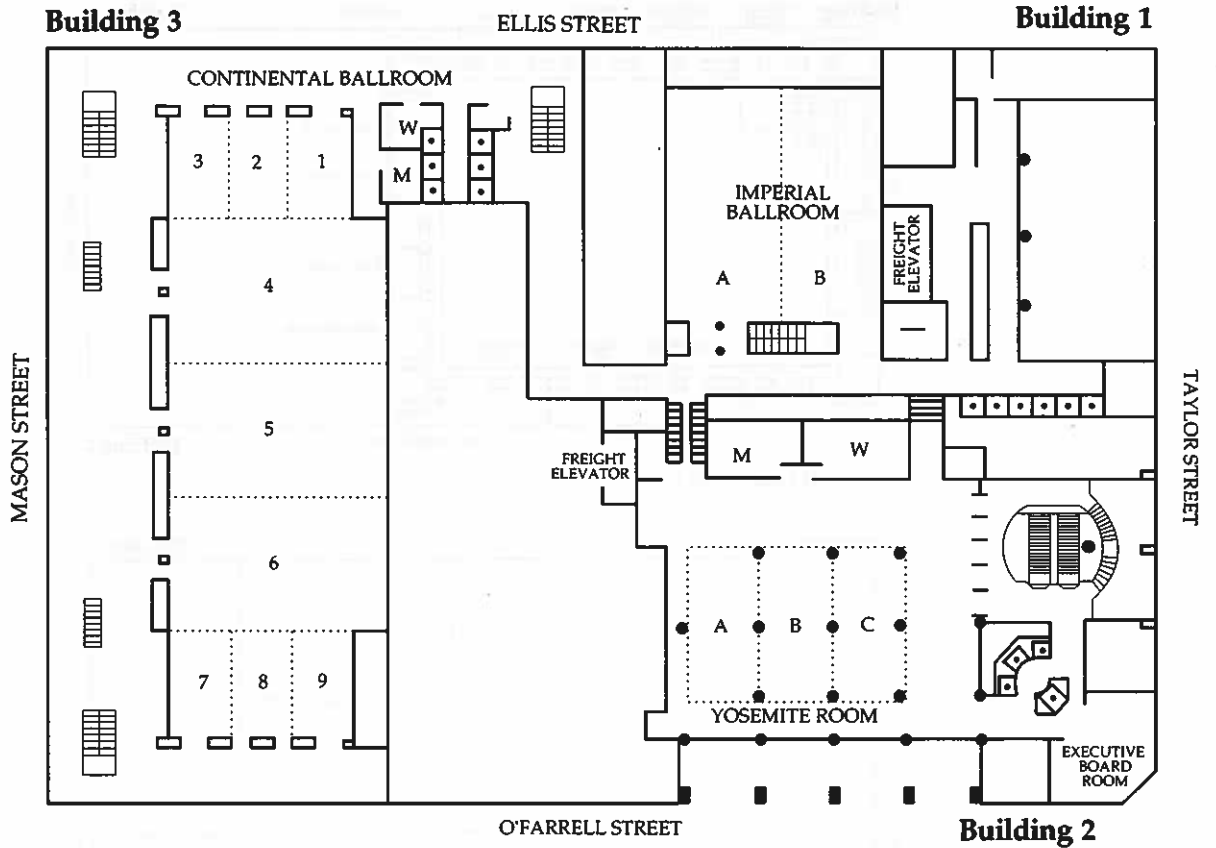 Building 3
ELLIS STREET
Building 1
CONTINENTAL BALLROOM
W
M
3
2
1
IMPERIAL
BALLROOM
A
B
FREIGHT
ELEVATOR
4
5
6
MASON STREET
TAYLOR STREET
FREIGHT
ELEVATOR
M
W
A
B
C
7
8
9
YOSEMITE ROOM
EXECUTIVE
BOARD
ROOM
O'FARRELL STREET
Building 2